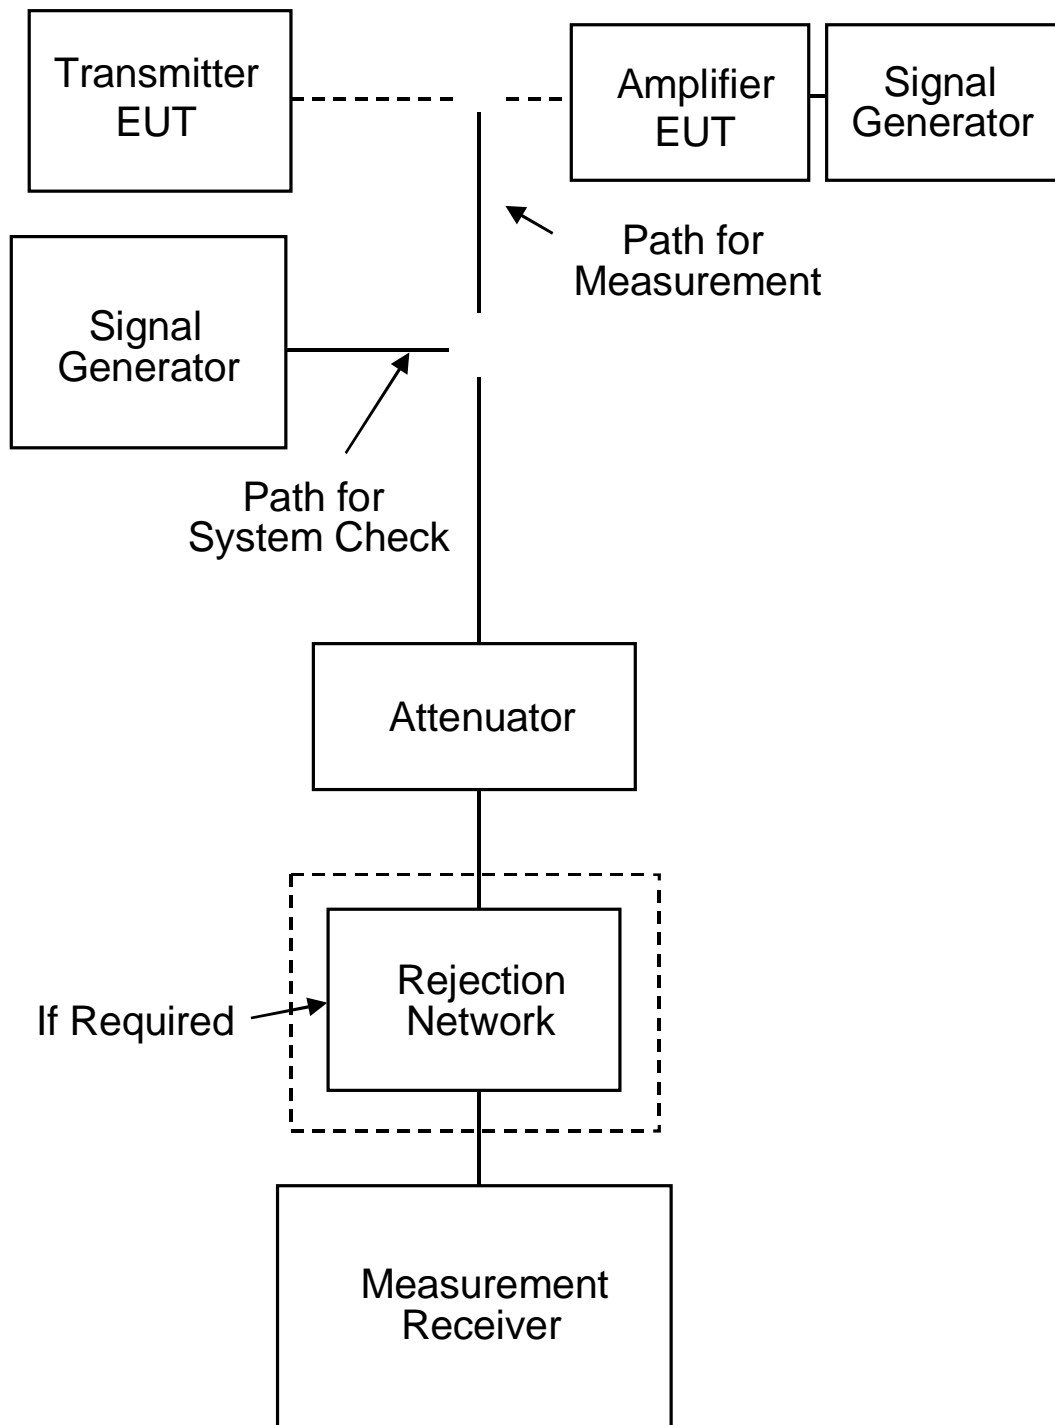 Transmitter
EUT
Amplifier
EUT
Signal
Generator
Path for
Measurement
Signal
Generator
Path for
System Check
Attenuator
Rejection
Network
If Required
Measurement
Receiver